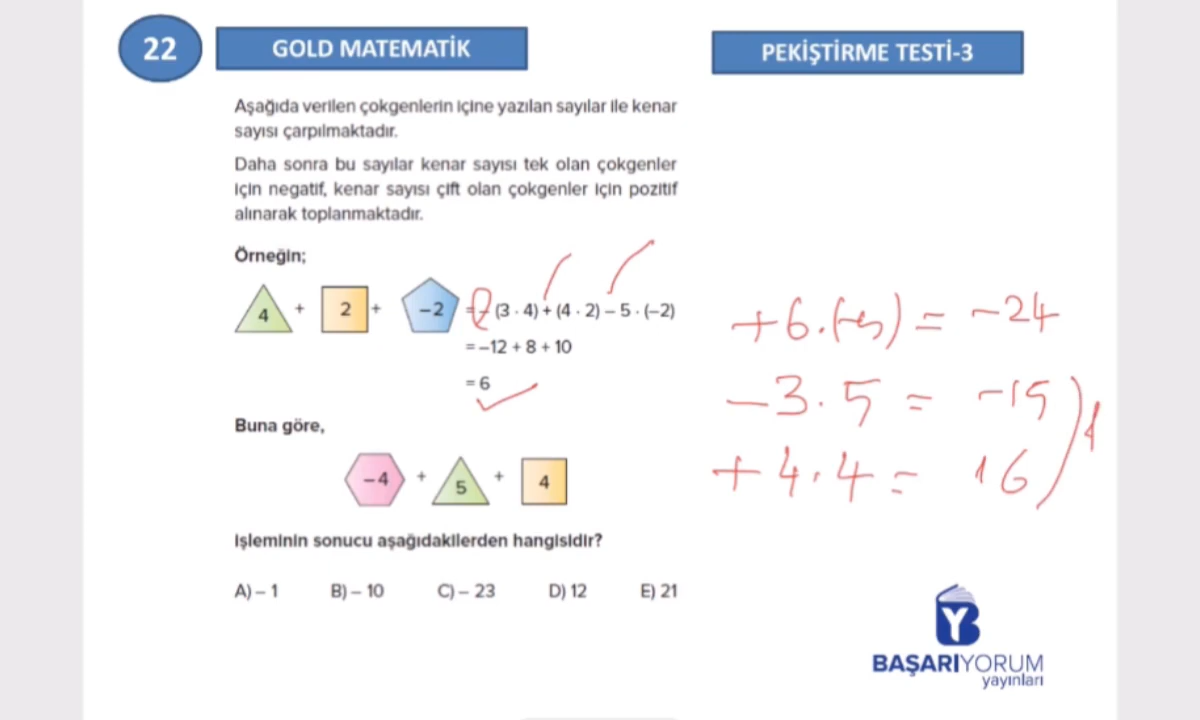 22
GOLD MATEMATİK
PEKİŞTİRME TESTİ-3
Aşağıda verilen çokgenlerin içine yazılan sayılar ile kenar
sayısı çarpılmaktadır.
Daha sonra bu sayılar kenar sayısı tek olan çokgenler
için negatif, kenar sayısı çift olan çokgenler için pozitif
alınarak toplanmaktadır.
Örneğin;
4 + 2 + −2 = − (3 · 4) + (4 · 2) − 5 · (−2)
= −12 + 8 + 10
= 6
Buna göre,
−4 + 5 + 4
işleminin sonucu aşağıdakilerden hangisidir?
A) − 1 B) − 10 C) − 23 D) 12 E) 21
+6.(-4) = -24
-3.5 = -15
+4.4 = 16
1
BAŞARIYORUM
yayınları